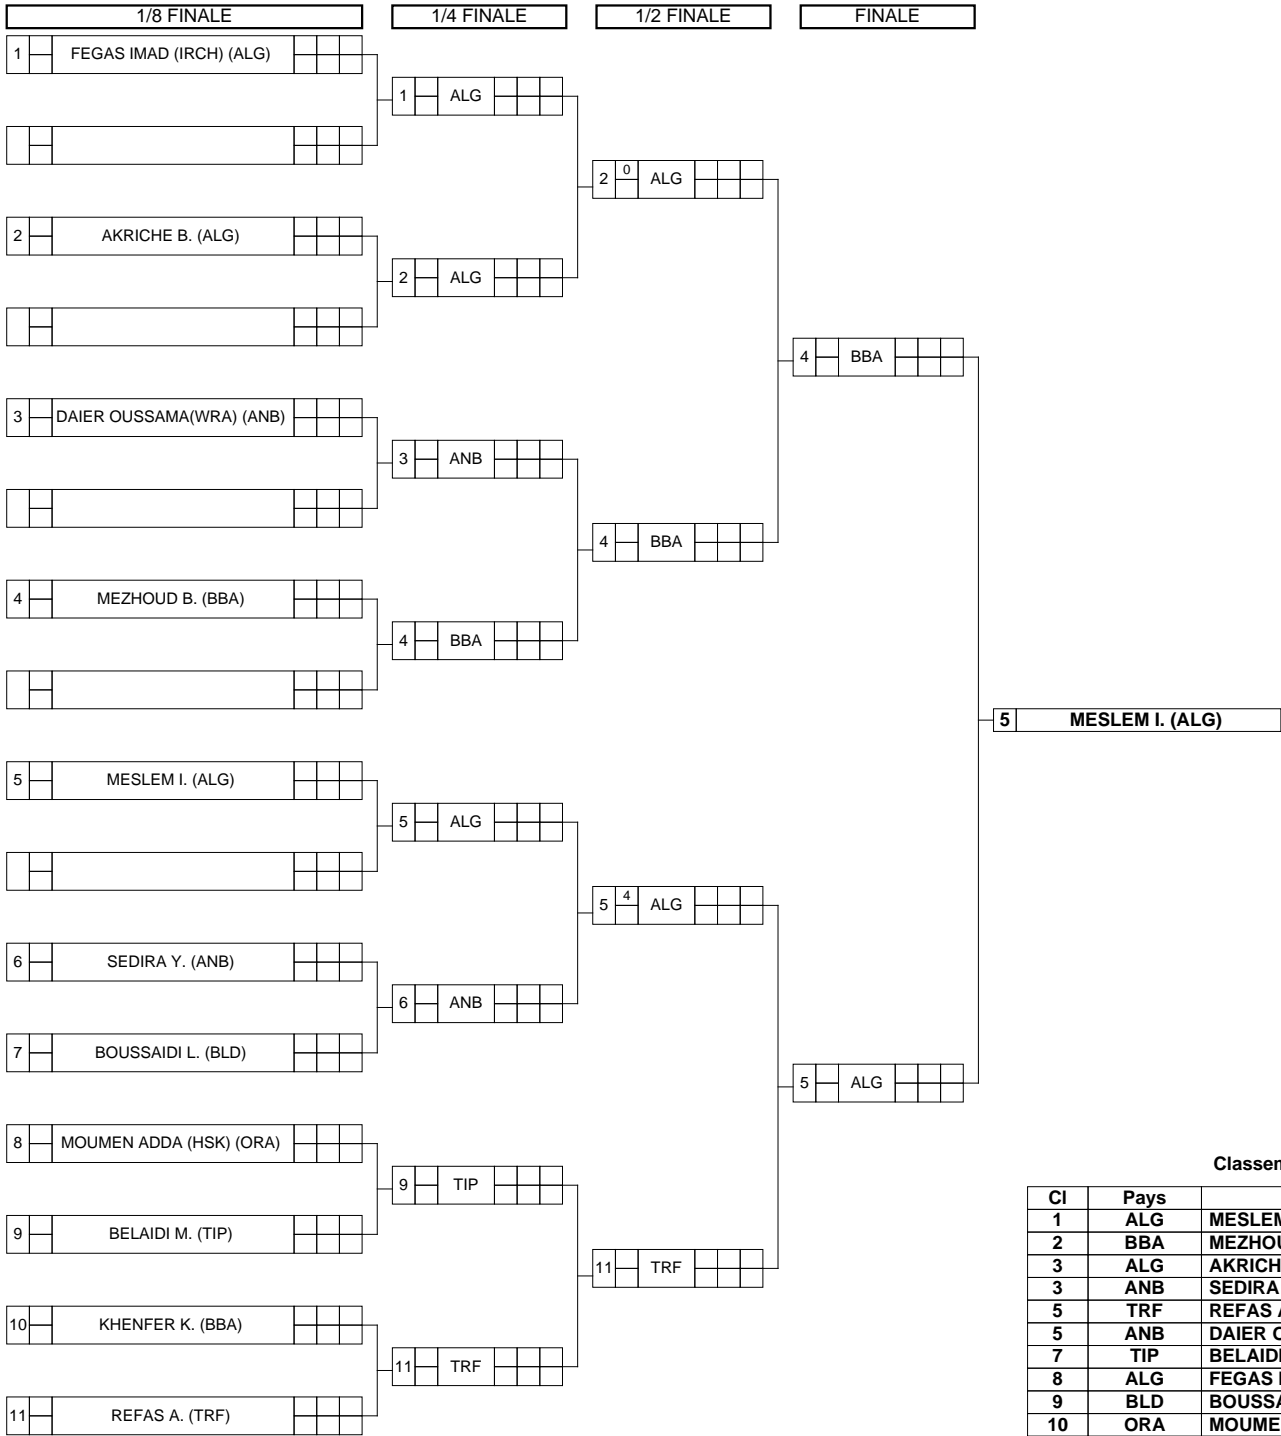 1/8 FINALE 1/4 FINALE 1/2 FINALE FINALE
1 FEGAS IMAD (IRCH) (ALG)
1 ALG
2 0 ALG
2 AKRICHE B. (ALG)
2 ALG
4 BBA
3 DAIER OUSSAMA(WRA) (ANB)
3 ANB
4 BBA
4 MEZHOUD B. (BBA)
4 BBA
5 MESLEM I. (ALG)
5 MESLEM I. (ALG)
5 ALG
5 4 ALG
6 SEDIRA Y. (ANB)
6 ANB
7 BOUSSAIDI L. (BLD)
5 ALG
8 MOUMEN ADDA (HSK) (ORA)
9 TIP
9 BELAIDI M. (TIP)
11 TRF
10 KHENFER K. (BBA)
11 TRF
11 REFAS A. (TRF)
Classem
Cl Pays
1 ALG MESLEM
2 BBA MEZHOU
3 ALG AKRICH
3 ANB SEDIRA
5 TRF REFAS A
5 ANB DAIER O
7 TIP BELAIDI
8 ALG FEGAS I
9 BLD BOUSSA
10 ORA MOUME